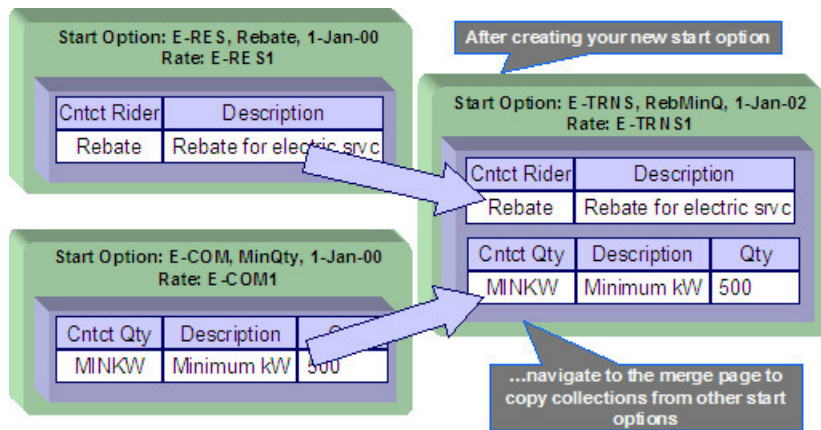 Start Option: E-RES, Rebate, 1-Jan-00
Rate: E-RES1
Cntct Rider Description
Rebate Rebate for electric srvc
After creating your new start option
Start Option: E-TRNS, RebMinQ, 1-Jan-02
Rate: E-TRNS1
Cntct Rider Description
Rebate Rebate for electric srvc
Cntct Qty Description Qty
MINKW Minimum kW 500
Start Option: E-COM, MinQty, 1-Jan-00
Rate: E-COM1
Cntct Qty Description
MINKW Minimum kW 500
...navigate to the merge page to
copy collections from other start
options